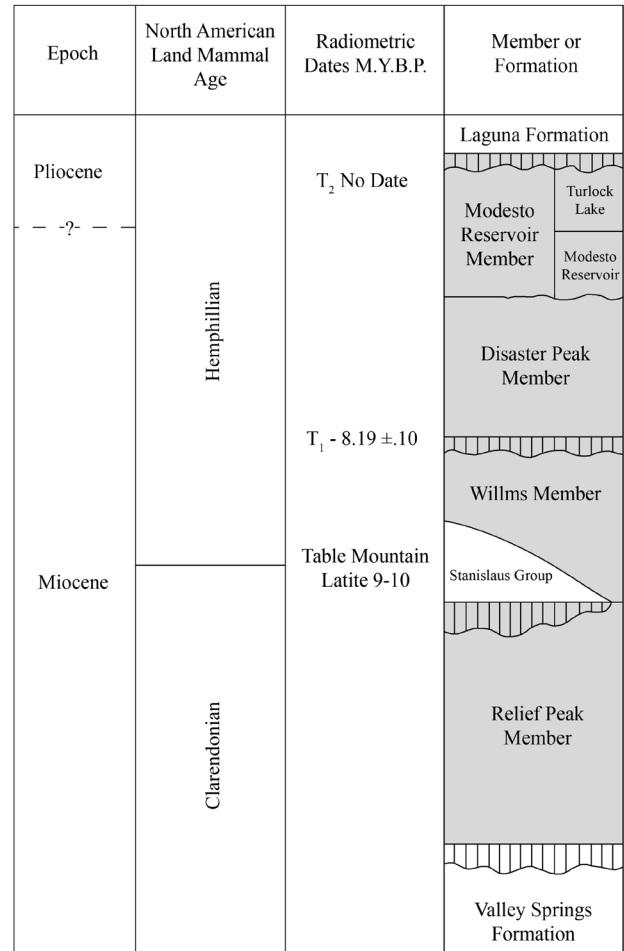 Epoch
North American
Land Mammal
Age
Radiometric
Dates M.Y.B.P.
Member or
Formation
Pliocene
-?-
Miocene
Hemphillian
Clarendonian
T₂ No Date
T₁ - 8.19 ±.10
Table Mountain
Latite 9-10
Laguna Formation
Modesto
Reservoir
Member
Turlock
Lake
Modesto
Reservoir
Disaster Peak
Member
Willms Member
Stanislaus Group
Relief Peak
Member
Valley Springs
Formation